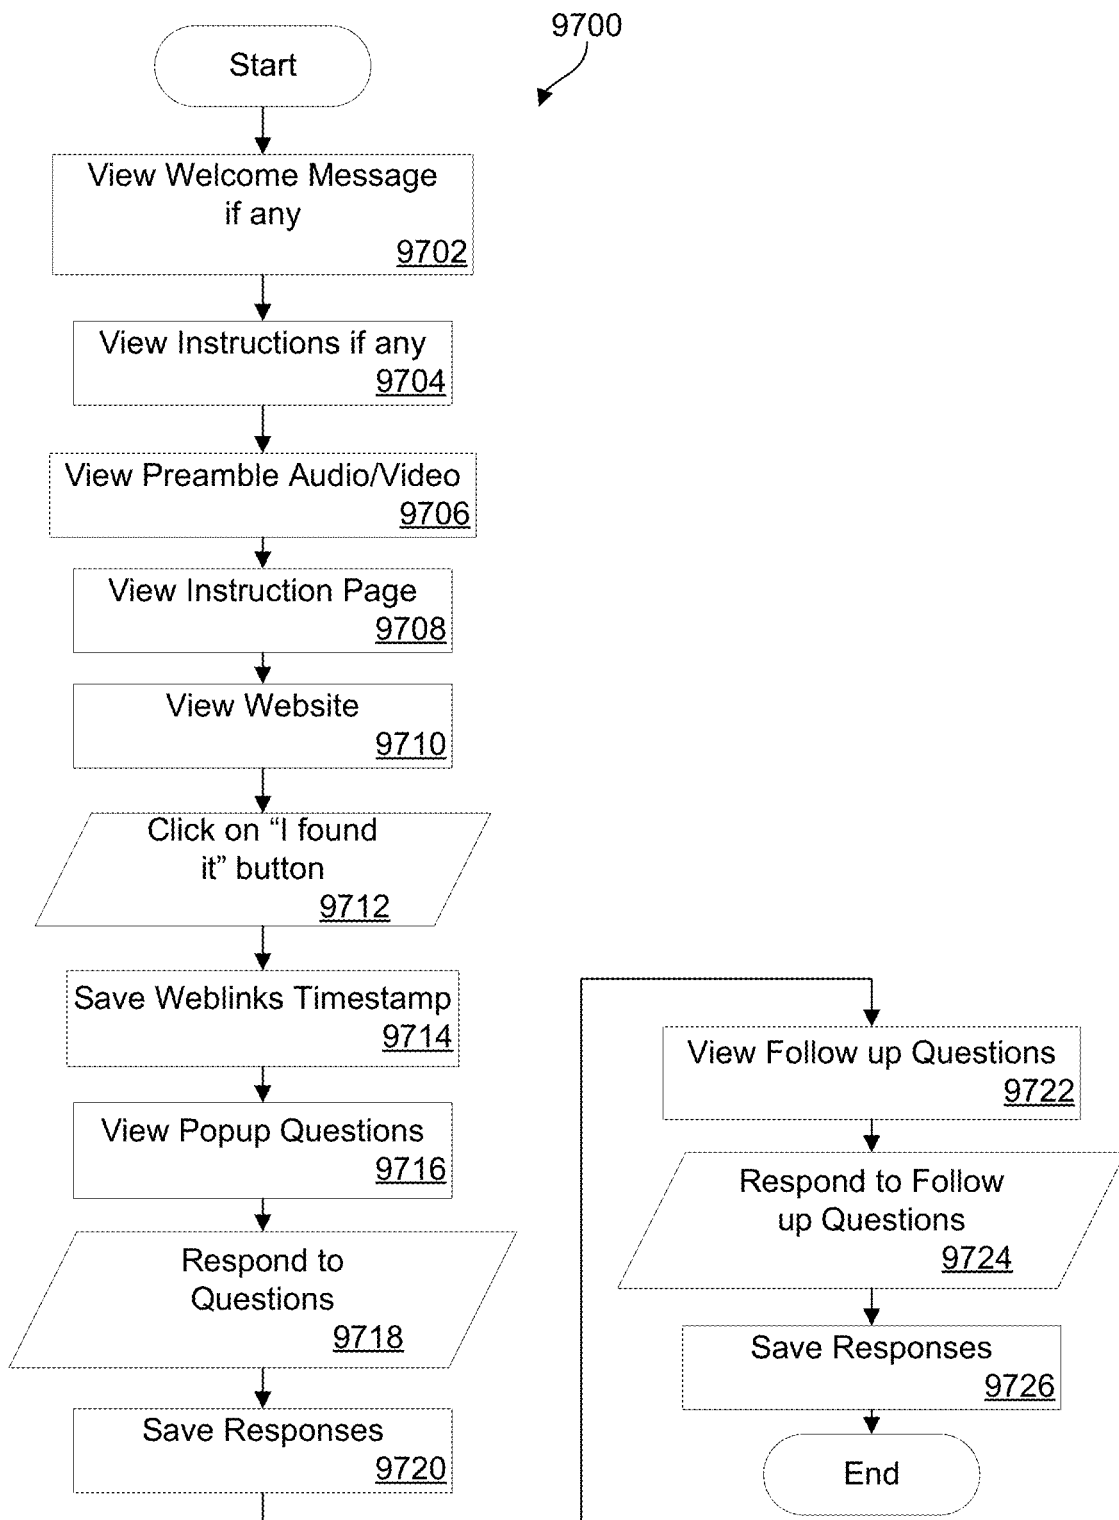 9700
Start
View Welcome Message
if any
9702
View Instructions if any
9704
View Preamble Audio/Video
9706
View Instruction Page
9708
View Website
9710
Click on “I found
it” button
9712
Save Weblinks Timestamp
9714
View Popup Questions
9716
Respond to
Questions
9718
Save Responses
9720
View Follow up Questions
9722
Respond to Follow
up Questions
9724
Save Responses
9726
End